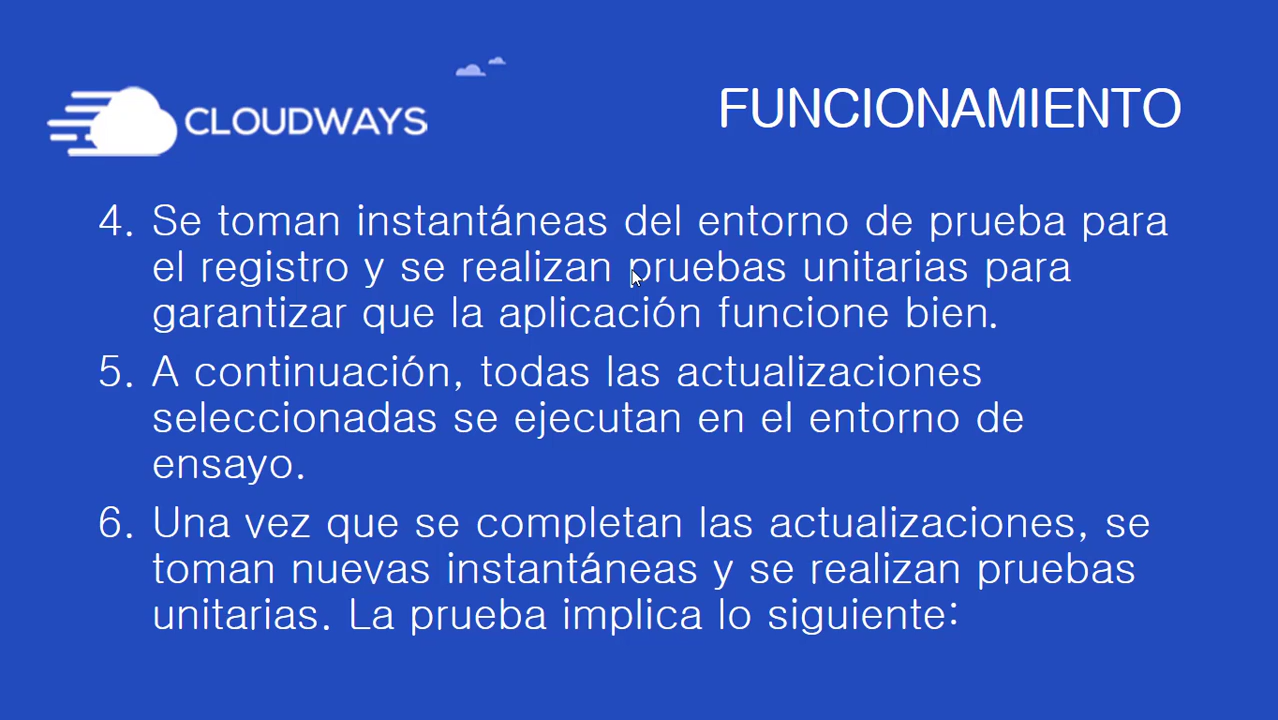 CLOUDWAYS
FUNCIONAMIENTO
4. Se toman instantáneas del entorno de prueba para
el registro y se realizan pruebas unitarias para
garantizar que la aplicación funcione bien.
5. A continuación, todas las actualizaciones
seleccionadas se ejecutan en el entorno de
ensayo.
6. Una vez que se completan las actualizaciones, se
toman nuevas instantáneas y se realizan pruebas
unitarias. La prueba implica lo siguiente: